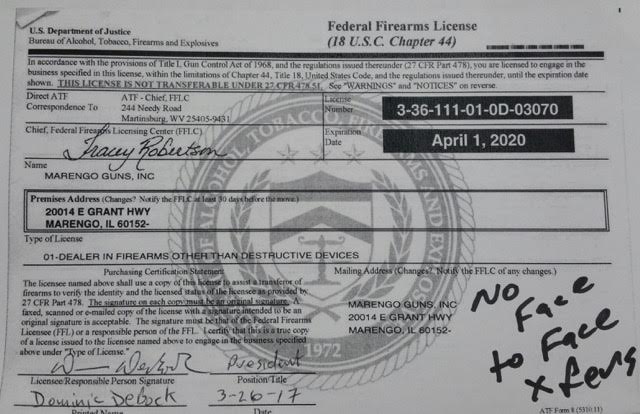 U.S. Department of Justice
Bureau of Alcohol, Tobacco, Firearms and Explosives
Federal Firearms License
(18 U.S.C. Chapter 44)
In accordance with the provisions of Title I, Gun Control Act of 1968, and the regulations issued thereunder (27 CFR Part 478), you are licensed to engage in the
business specified in this license, within the limitations of Chapter 44, Title 18, United States Code, and the regulations issued thereunder, until the expiration date
shown. THIS LICENSE IS NOT TRANSFERABLE UNDER 27 CFR 478.51. See "WARNINGS" and "NOTICES" on reverse.
Direct ATF
Correspondence To
ATF - Chief, FFLC
244 Needy Road
Martinsburg, WV 25405-9431
License
Number
3-36-111-01-0D-03070
Chief, Federal Firearms Licensing Center (FFLC)
Tracey Robertson
Expiration
Date
April 1, 2020
Name
MARENGO GUNS, INC
Premises Address (Changes? Notify the FFLC at least 30 days before the move.)
20014 E GRANT HWY
MARENGO, IL 60152-
Type of License
01-DEALER IN FIREARMS OTHER THAN DESTRUCTIVE DEVICES
Purchasing Certification Statement
The licensee named above shall use a copy of this license to assist a transferor
of firearms to verify the identity and the licensed status of the licensee as provided by
27 CFR Part 478. The signature on each copy must be an original signature. A
faxed, scanned or e-mailed copy of the license with a signature intended to be an
original signature is acceptable. The signature must be that of the Federal Firearms
Licensee (FFL) or a responsible person of the FFL. I certify that this is a true copy
of a license issued to the licensee named above to engage in the business specified
above under "Type of License."
Mailing Address (Changes? Notify the FFLC of any changes.)
MARENGO GUNS, INC
20014 E GRANT HWY
MARENGO, IL 60152-
No
Face
to Face
xfers
1972
President
Licensee/Responsible Person Signature
Position/Title
Dominic DeBock
3-26-17
Printed Name
Date
ATF Form 8 (5310.11)